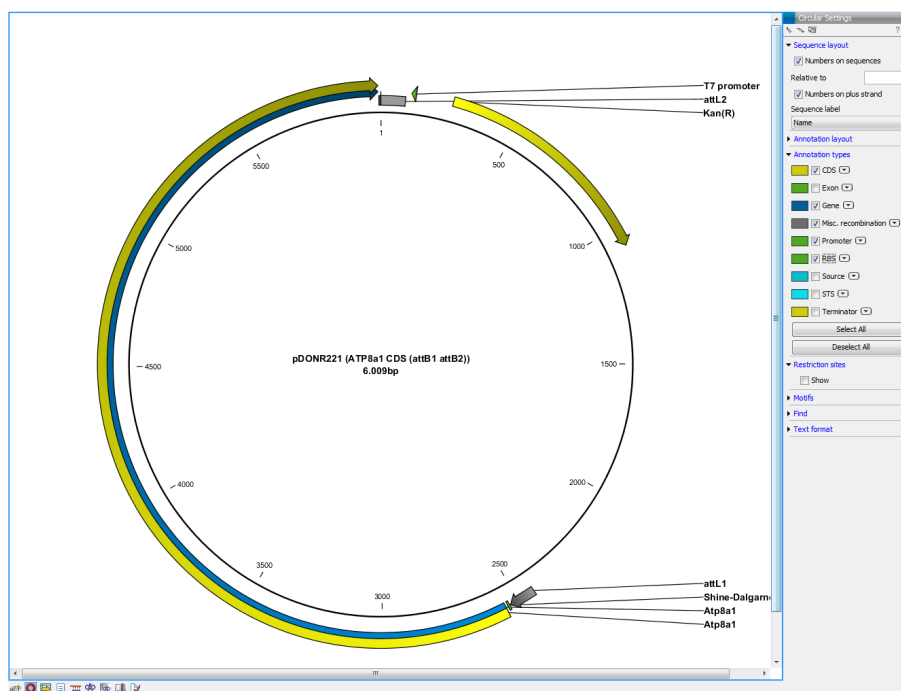 Circular Settings
?
Sequence layout
Numbers on sequences
Relative to
Numbers on plus strand
Sequence label
Name
Annotation layout
Annotation types
CDS
Exon
Gene
Misc. recombination
Promoter
RBS
Source
STS
Terminator
Select All
Deselect All
Restriction sites
Show
Motifs
Find
Text format
T7 promoter
attL2
Kan(R)
1
500
1000
1500
2000
2500
3000
3500
4000
4500
5000
5500
pDONR221 (ATP8a1 CDS (attB1 attB2))
6.009bp
attL1
Shine-Dalgarn
Atp8a1
Atp8a1